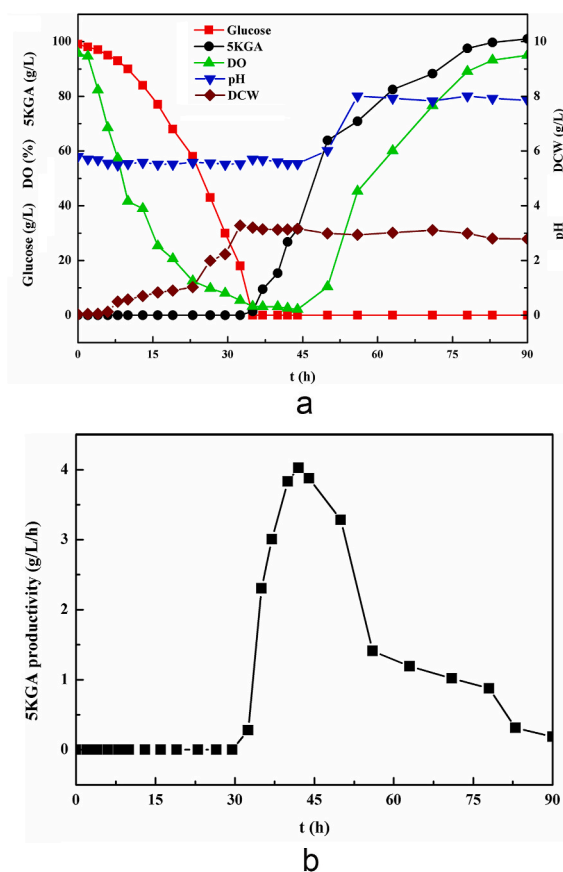 Glucose
5KGA
DO
pH
DCW
Glucose (g/L) DO (%) 5KGA (g/L)
100
80
60
40
20
0
10
8
6
4
2
0
pH DCW (g/L)
0 15 30 45 60 75 90
t (h)
a
5KGA productivity (g/L/h)
4
3
2
1
0
0 15 30 45 60 75 90
t (h)
b